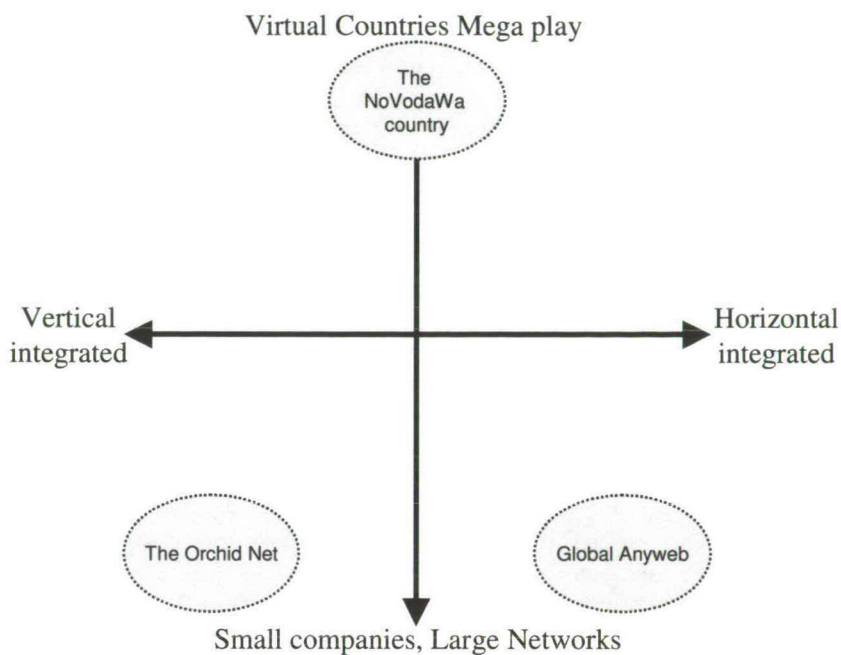 Virtual Countries Mega play
The
NoVodaWa
country
Vertical
integrated
Horizontal
integrated
The Orchid Net
Global Anyweb
Small companies, Large Networks